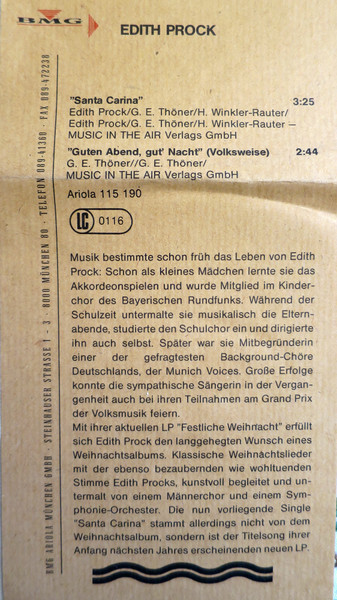 BMG
EDITH PROCK
"Santa Carina" 3:25
Edith Prock/G. E. Thöner/H. Winkler-Rauter/
Edith Prock/G. E. Thöner/H. Winkler-Rauter –
MUSIC IN THE AIR Verlags GmbH
"Guten Abend, gut' Nacht" (Volksweise) 2:44
G. E. Thöner//G. E. Thöner/
MUSIC IN THE AIR Verlags GmbH
Ariola 115 190
LC 0116
Musik bestimmte schon früh das Leben von Edith
Prock: Schon als kleines Mädchen lernte sie das
Akkordeonspielen und wurde Mitglied im Kinder-
chor des Bayerischen Rundfunks. Während der
Schulzeit untermalte sie musikalisch die Eltern-
abende, studierte den Schulchor ein und dirigierte
ihn auch selbst. Später war sie Mitbegründerin
einer der gefragtesten Background-Chöre
Deutschlands, der Munich Voices. Große Erfolge
konnte die sympathische Sängerin in der Vergan-
genheit auch bei ihren Teilnahmen am Grand Prix
der Volksmusik feiern.
Mit ihrer aktuellen LP "Festliche Weihnacht" erfüllt
sich Edith Prock den langgehegten Wunsch eines
Weihnachtsalbums. Klassische Weihnachtslieder
mit der ebenso bezaubernden wie wohltuenden
Stimme Edith Procks, kunstvoll begleitet und un-
termalt von einem Männerchor und einem Sym-
phonie-Orchester. Die nun vorliegende Single
"Santa Carina" stammt allerdings nicht von dem
Weihnachtsalbum, sondern ist der Titelsong ihrer
Anfang nächsten Jahres erscheinenden neuen LP.
BMG ARIOLA MÜNCHEN GMBH · STEINHAUSER STRASSE 1 - 3 · 8000 MÜNCHEN 80 · TELEFON 089-41360 · FAX 089-472238